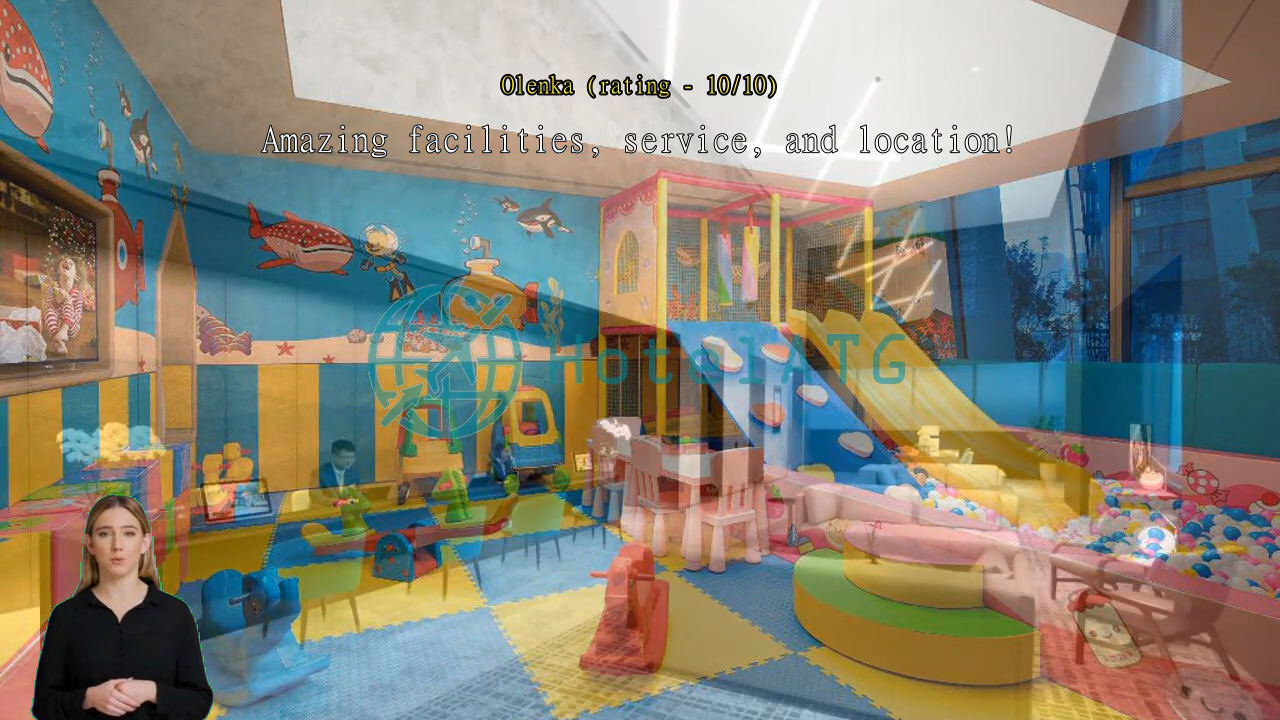 Olenka (rating - 10/10)
Amazing facilities, service, and location!
HotelATG